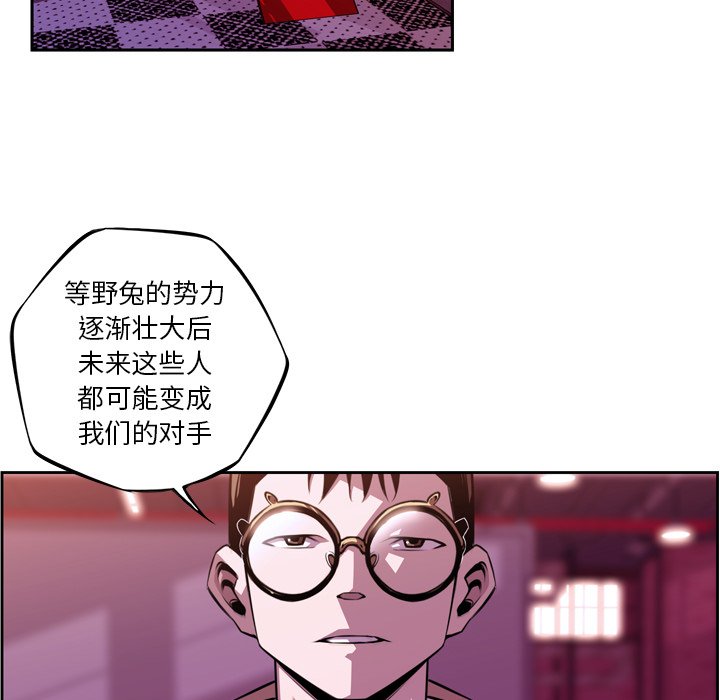 等野兔的势力
逐渐壮大后
未来这些人
都可能变成
我们的对手